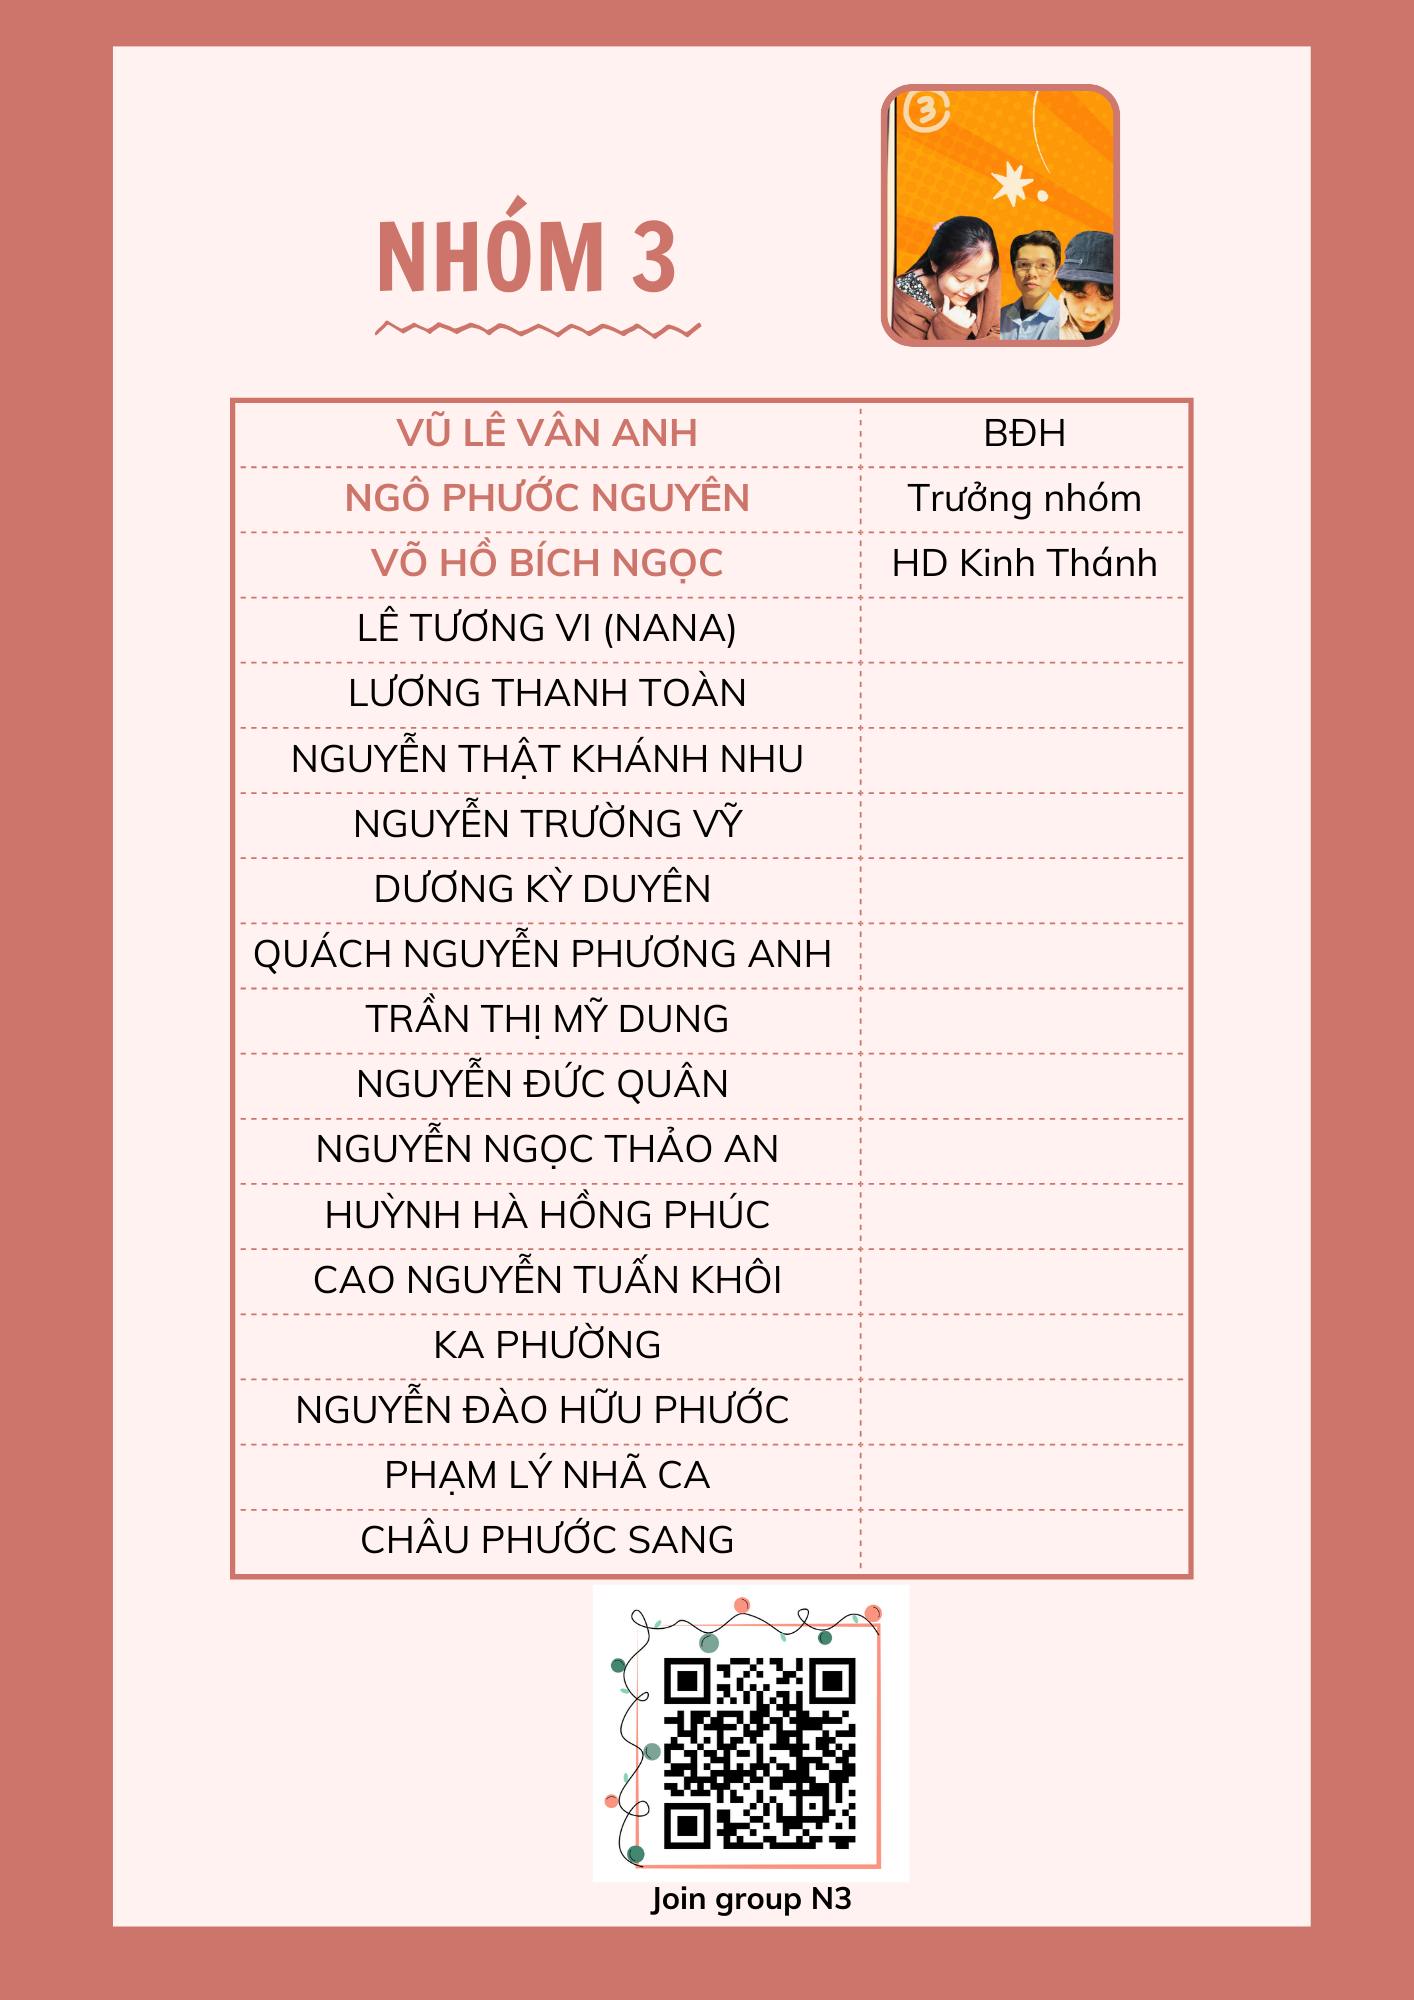 3
NHÓM 3
VŨ LÊ VÂN ANH BĐH
NGÔ PHƯỚC NGUYÊN Trưởng nhóm
VÕ HỒ BÍCH NGỌC HD Kinh Thánh
LÊ TƯƠNG VI (NANA)
LƯƠNG THANH TOÀN
NGUYỄN THẬT KHÁNH NHU
NGUYỄN TRƯỜNG VỸ
DƯƠNG KỲ DUYÊN
QUÁCH NGUYỄN PHƯƠNG ANH
TRẦN THỊ MỸ DUNG
NGUYỄN ĐỨC QUÂN
NGUYỄN NGỌC THẢO AN
HUỲNH HÀ HỒNG PHÚC
CAO NGUYỄN TUẤN KHÔI
KA PHƯỜNG
NGUYỄN ĐÀO HỮU PHƯỚC
PHẠM LÝ NHÃ CA
CHÂU PHƯỚC SANG
Join group N3